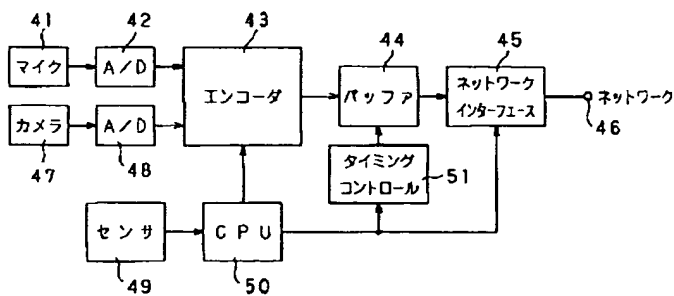 41
42
43
44
45
マイク
A/D
エンコーダ
バッファ
ネットワーク
インターフェース
ネットワーク
46
カメラ
A/D
47
48
タイミング
コントロール
51
センサ
CPU
49
50